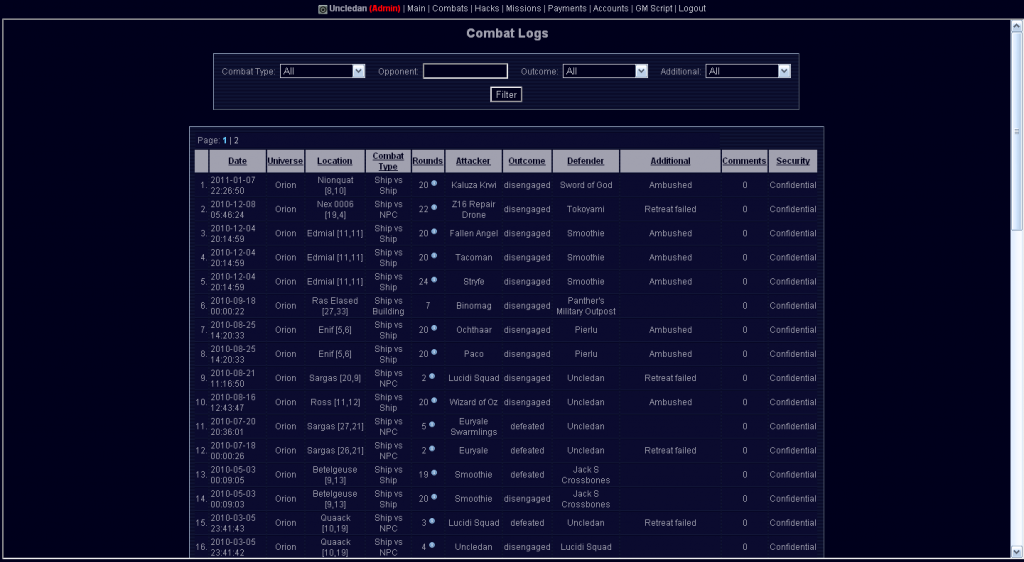 Uncledan (Admin) | Main | Combats | Hacks | Missions | Payments | Accounts | GM Script | Logout
Combat Logs
Combat Type: All Opponent: Outcome: All Additional: All
Filter
Page: 1 | 2
Date Universe Location Combat Type Rounds Attacker Outcome Defender Additional Comments Security
1. 2011-01-07 22:26:50 Orion Nionquat [8,10] Ship vs Ship 20 Kaluza Krwi disengaged Sword of God Ambushed 0 Confidential
2. 2010-12-08 05:46:24 Orion Nex 0006 [19,4] Ship vs NPC 22 Z16 Repair Drone disengaged Tokoyami Retreat failed 0 Confidential
3. 2010-12-04 20:14:59 Orion Edmial [11,11] Ship vs Ship 20 Fallen Angel disengaged Smoothie Ambushed 0 Confidential
4. 2010-12-04 20:14:59 Orion Edmial [11,11] Ship vs Ship 20 Tacoman disengaged Smoothie Ambushed 0 Confidential
5. 2010-12-04 20:14:59 Orion Edmial [11,11] Ship vs Ship 24 Stryfe disengaged Smoothie Ambushed 0 Confidential
6. 2010-09-18 00:00:22 Orion Ras Elased [27,33] Ship vs Building 7 Binomag disengaged Panther's Military Outpost 0 Confidential
7. 2010-08-25 14:20:33 Orion Enif [5,6] Ship vs Ship 20 Ochthaar disengaged Pierlu Ambushed 0 Confidential
8. 2010-08-25 14:20:33 Orion Enif [5,6] Ship vs Ship 20 Paco disengaged Pierlu Ambushed 0 Confidential
9. 2010-08-21 11:16:50 Orion Sargas [20,9] Ship vs NPC 2 Lucidi Squad disengaged Uncledan Retreat failed 0 Confidential
10. 2010-08-16 12:43:47 Orion Ross [11,12] Ship vs Ship 20 Wizard of Oz disengaged Uncledan Ambushed 0 Confidential
11. 2010-07-20 20:36:01 Orion Sargas [27,21] Ship vs NPC 5 Euryale Swarmlings defeated Uncledan 0 Confidential
12. 2010-07-18 00:00:26 Orion Sargas [26,21] Ship vs NPC 2 Euryale defeated Uncledan Retreat failed 0 Confidential
13. 2010-05-03 00:09:05 Orion Betelgeuse [9,13] Ship vs Ship 19 Smoothie defeated Jack S Crossbones 0 Confidential
14. 2010-05-03 00:09:03 Orion Betelgeuse [9,13] Ship vs Ship 20 Smoothie disengaged Jack S Crossbones 0 Confidential
15. 2010-03-05 23:41:43 Orion Quaack [10,19] Ship vs NPC 3 Lucidi Squad defeated Uncledan Retreat failed 0 Confidential
16. 2010-03-05 23:41:42 Orion Quaack [10,19] Ship vs NPC 4 Uncledan disengaged Lucidi Squad 0 Confidential